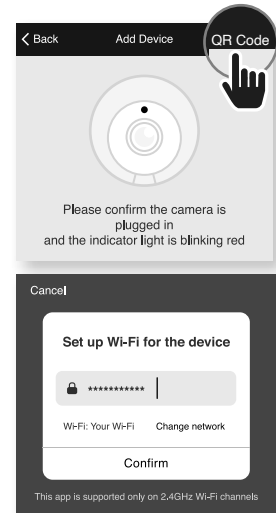 Back Add Device QR Code
Please confirm the camera is
plugged in
and the indicator light is blinking red
Cancel
Set up Wi-Fi for the device
***********
Wi-Fi: Your Wi-Fi Change network
Confirm
This app is supported only on 2.4GHz Wi-Fi channels